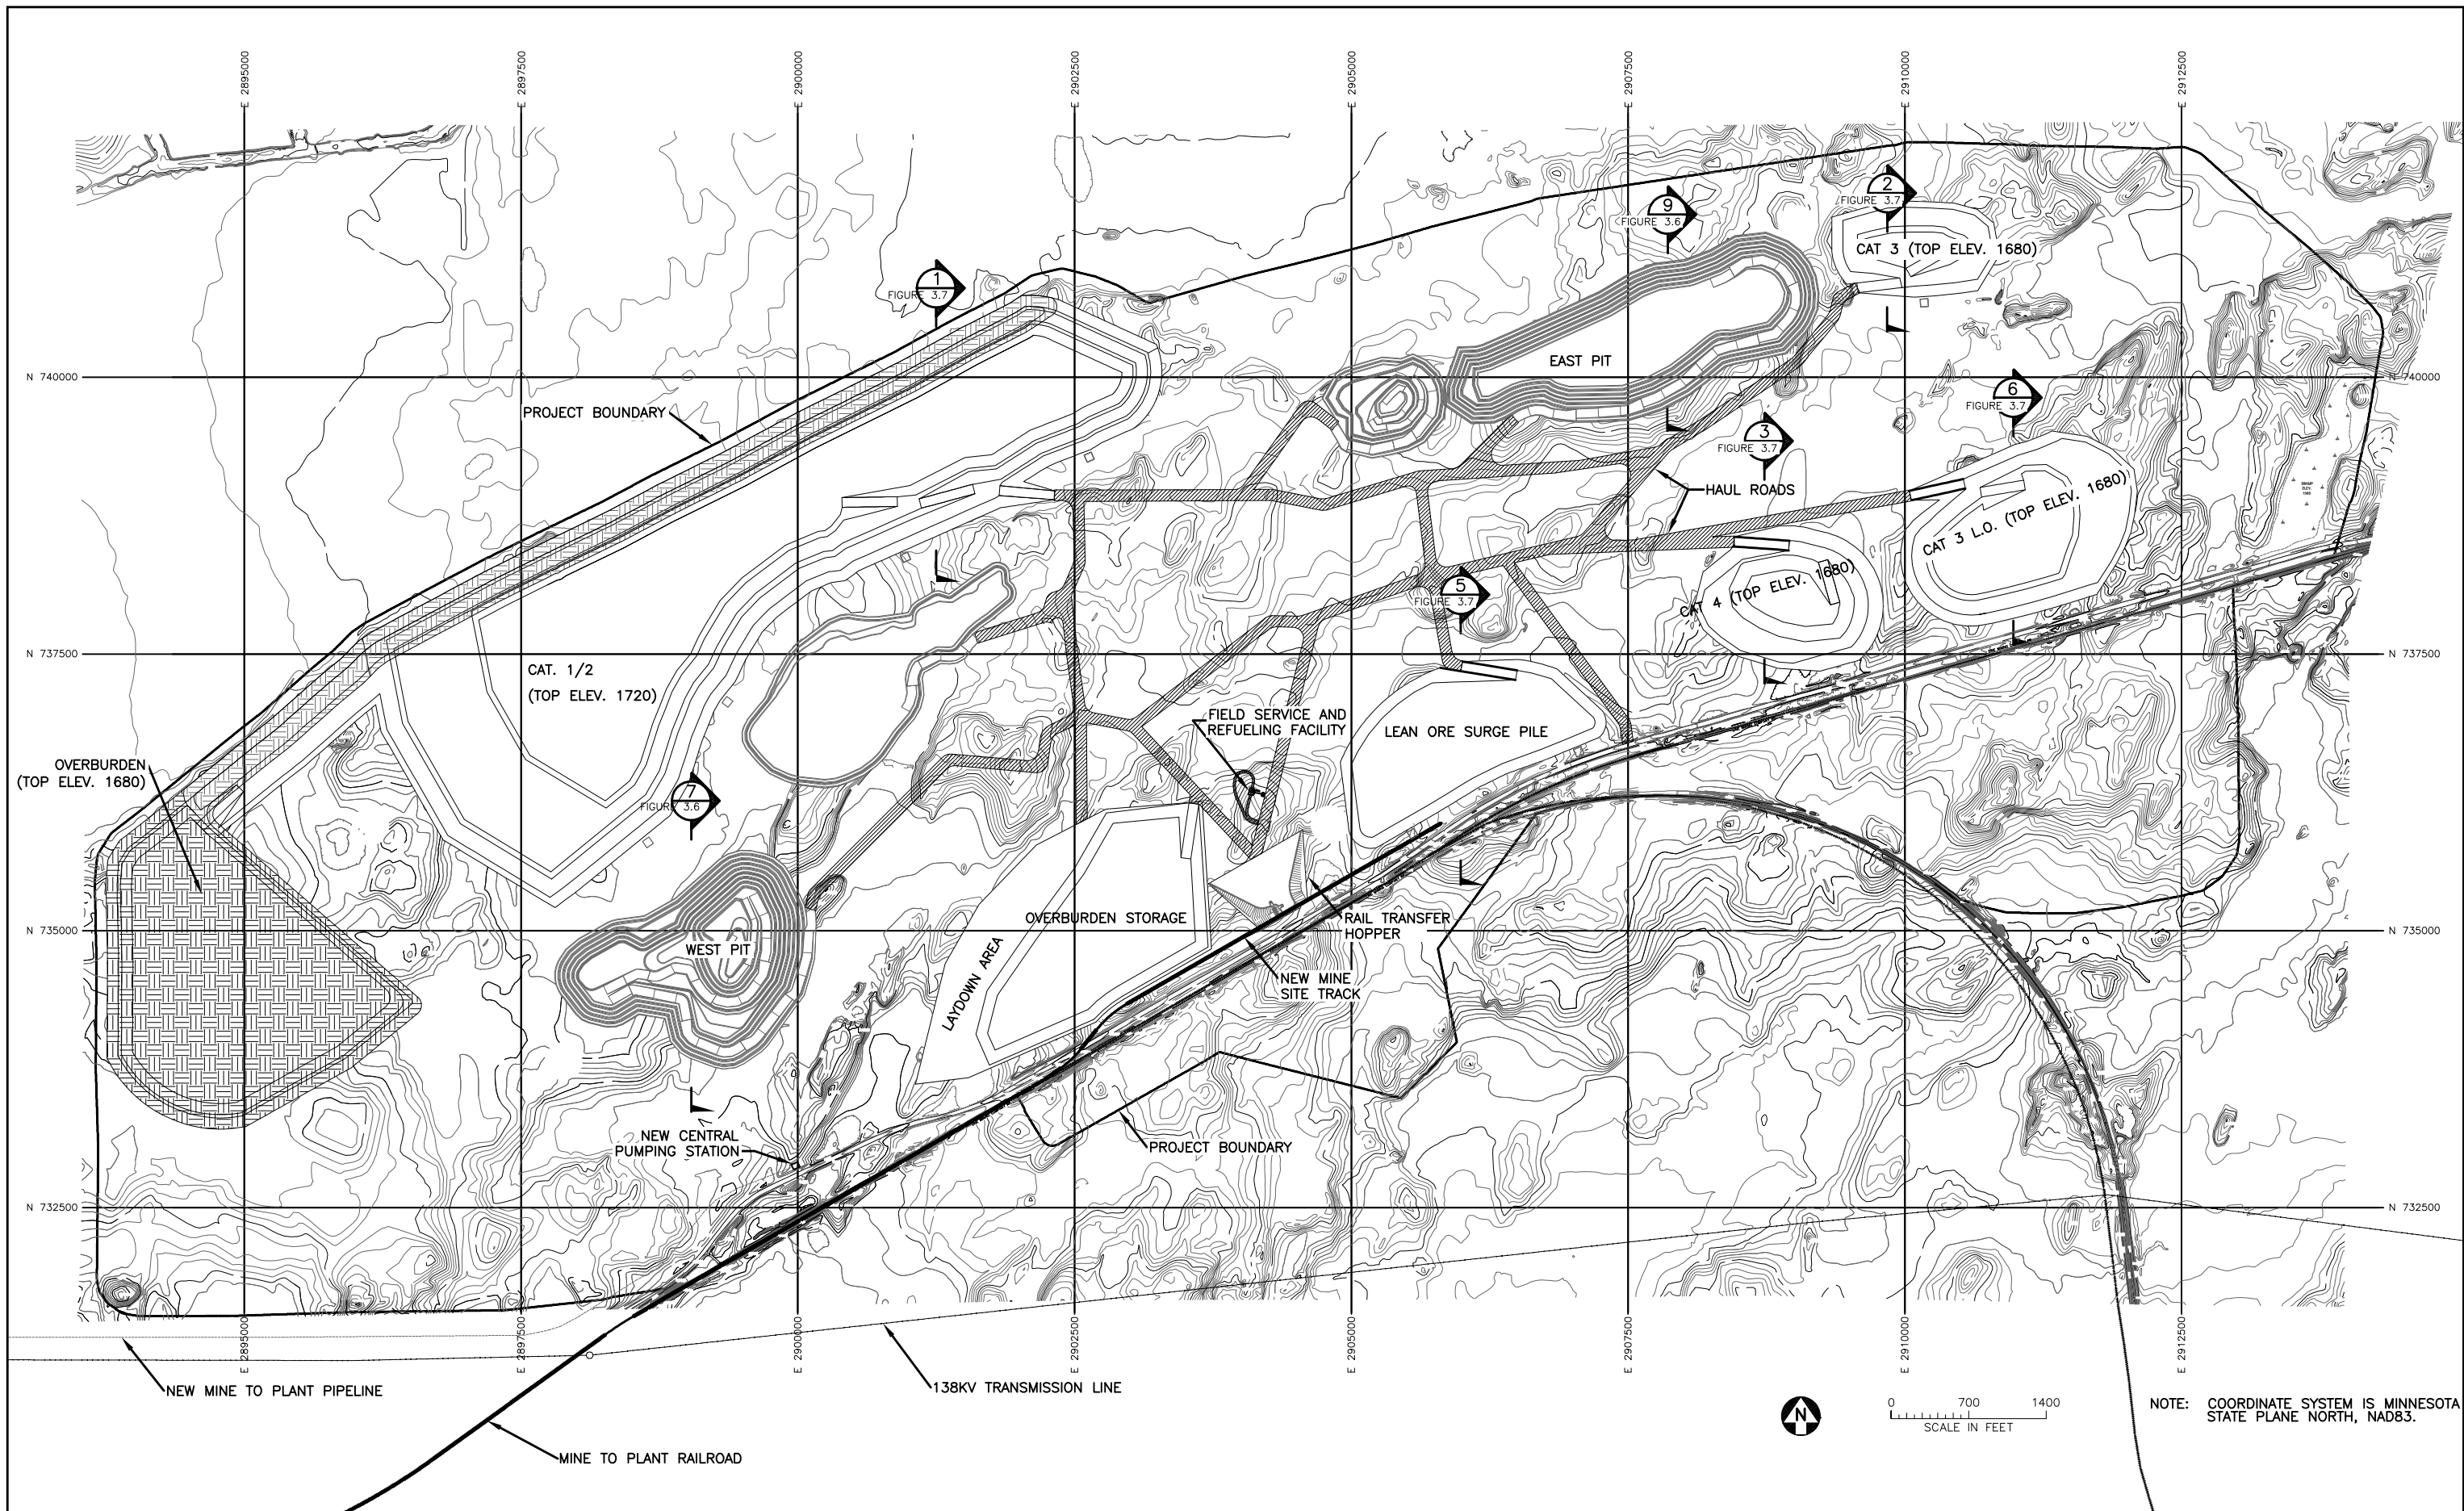 E 2895000
E 2897500
E 2900000
E 2902500
E 2905000
E 2907500
E 2910000
E 2912500
2
FIGURE 3.7
9
FIGURE 3.6
CAT 3 (TOP ELEV. 1680)
1
FIGURE 3.7
EAST PIT
N 740000
N 740000
PROJECT BOUNDARY
6
FIGURE 3.7
3
FIGURE 3.7
HAUL ROADS
SWAMP
ELEV.
CAT 3 L.O. (TOP ELEV. 1680)
5
FIGURE 3.7
CAT 4 (TOP ELEV. 1680)
N 737500
N 737500
CAT. 1/2
(TOP ELEV. 1720)
FIELD SERVICE AND
REFUELING FACILITY
LEAN ORE SURGE PILE
OVERBURDEN
(TOP ELEV. 1680)
7
FIGURE 3.6
OVERBURDEN STORAGE
RAIL TRANSFER
HOPPER
N 735000
N 735000
WEST PIT
LAYDOWN AREA
NEW MINE
SITE TRACK
NEW CENTRAL
PUMPING STATION
PROJECT BOUNDARY
N 732500
N 732500
E 2895000
E 2897500
E 2900000
E 2902500
E 2905000
E 2907500
E 2910000
E 2912500
NEW MINE TO PLANT PIPELINE
138KV TRANSMISSION LINE
MINE TO PLANT RAILROAD
N
0 700 1400
SCALE IN FEET
NOTE: COORDINATE SYSTEM IS MINNESOTA
STATE PLANE NORTH, NAD83.